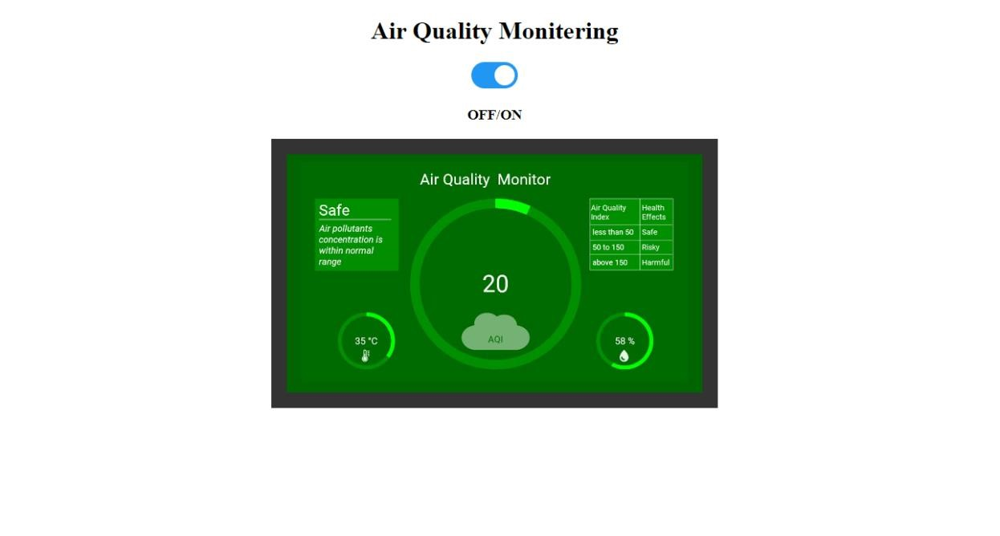 Air Quality Monitering
OFF/ON
Air Quality Monitor
Safe
Air pollutants
concentration is
within normal
range
20
AQI
Air Quality Index Health Effects
less than 50 Safe
50 to 150 Risky
above 150 Harmful
35 °C
58 %